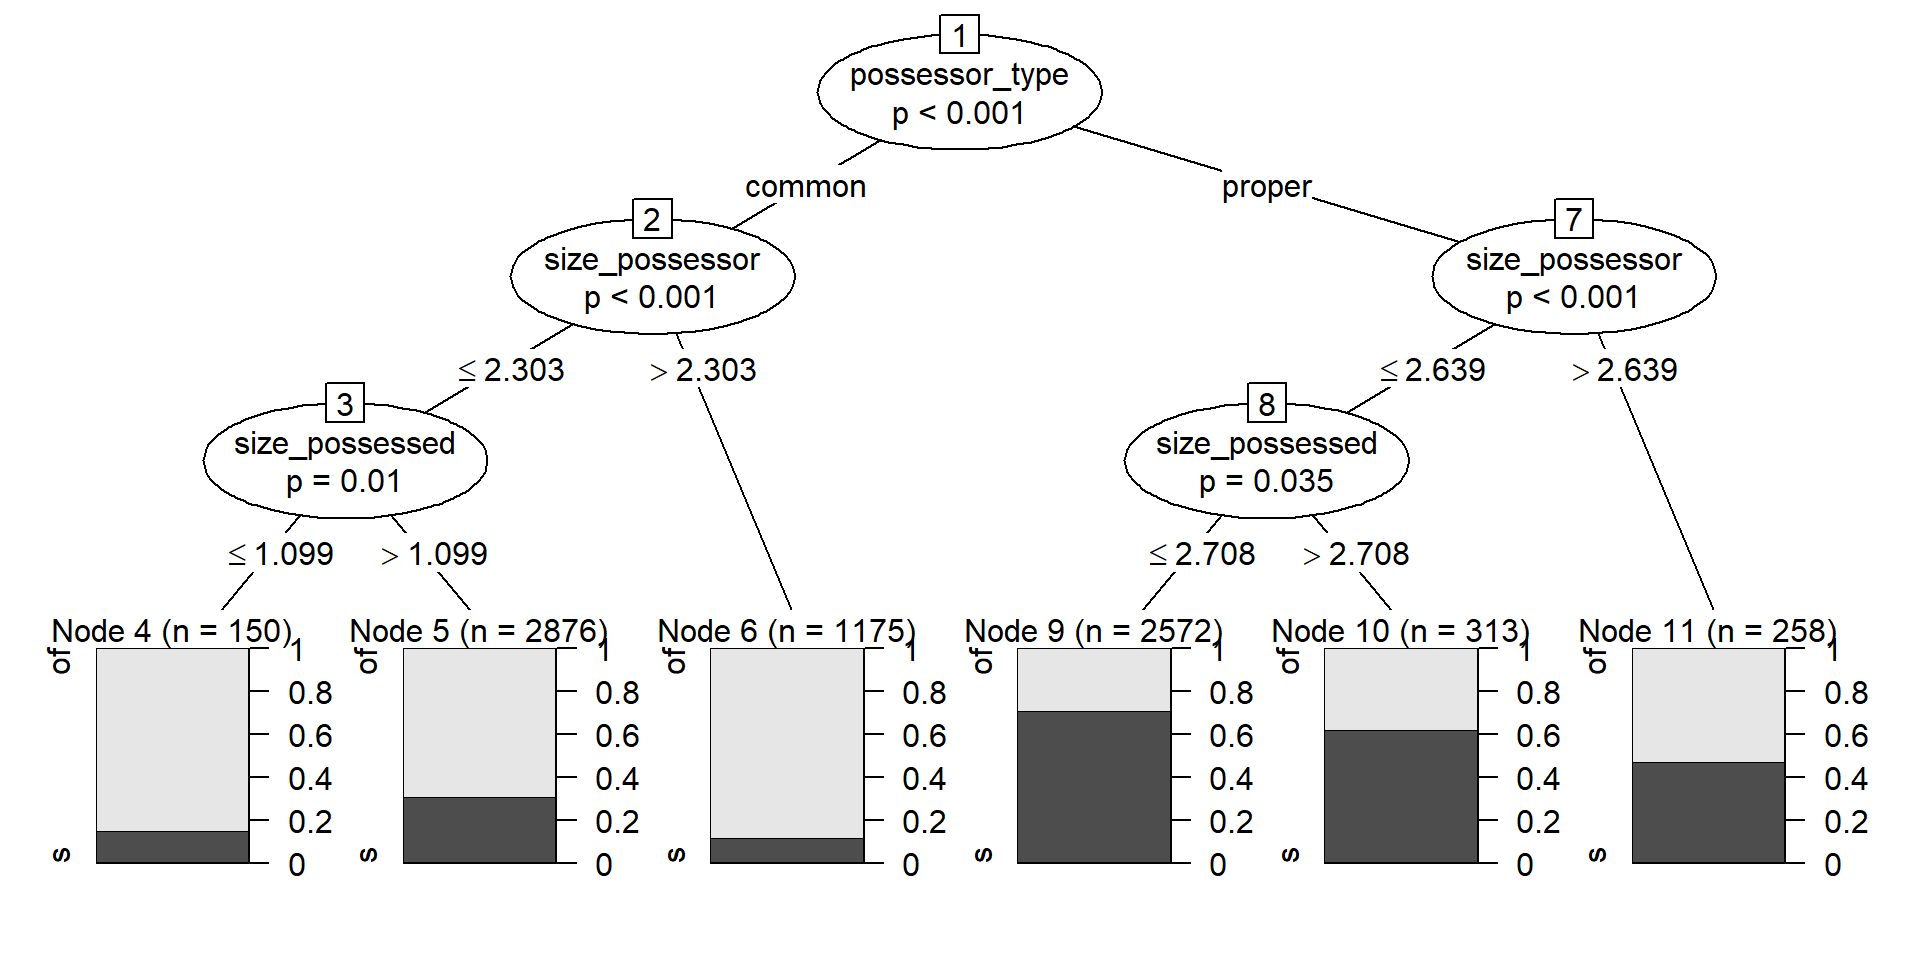 1
possessor_type
p < 0.001
common
proper
2
size_possessor
p < 0.001
7
size_possessor
p < 0.001
≤ 2.303
> 2.303
≤ 2.639
> 2.639
3
size_possessed
p = 0.01
8
size_possessed
p = 0.035
≤ 1.099
> 1.099
≤ 2.708
> 2.708
Node 4 (n = 150)
of
s
1
0.8
0.6
0.4
0.2
0
Node 5 (n = 2876)
of
s
1
0.8
0.6
0.4
0.2
0
Node 6 (n = 1175)
of
s
1
0.8
0.6
0.4
0.2
0
Node 9 (n = 2572)
of
s
1
0.8
0.6
0.4
0.2
0
Node 10 (n = 313)
of
s
1
0.8
0.6
0.4
0.2
0
Node 11 (n = 258)
of
s
1
0.8
0.6
0.4
0.2
0